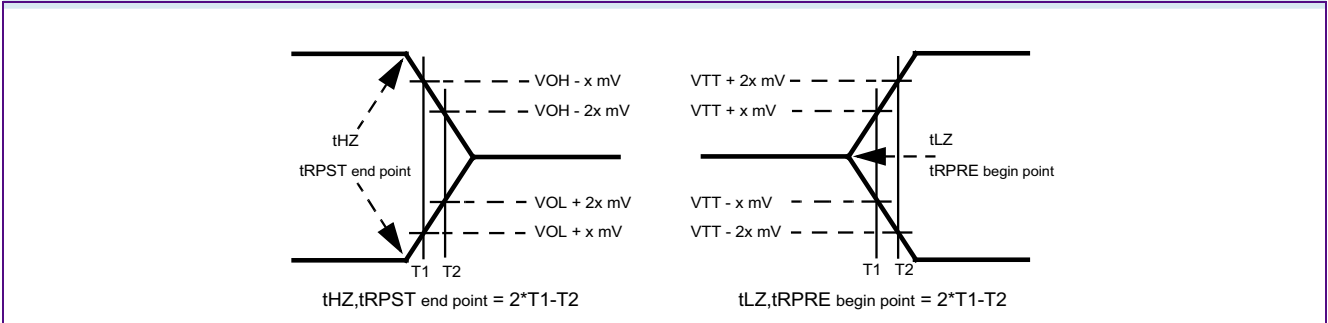 VOH - x mV
VOH - 2x mV
tHZ
tRPST end point
VOL + 2x mV
VOL + x mV
T1 T2
tHZ,tRPST end point = 2*T1-T2
VTT + 2x mV
VTT + x mV
tLZ
tRPRE begin point
VTT - x mV
VTT - 2x mV
T1 T2
tLZ,tRPRE begin point = 2*T1-T2